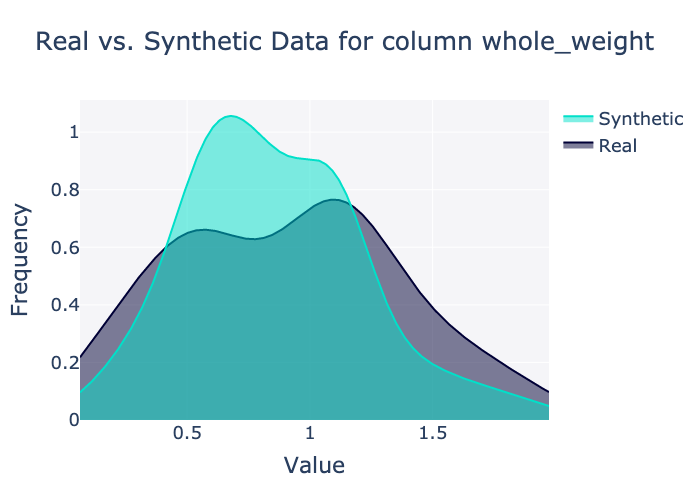 Real vs. Synthetic Data for column whole_weight
Synthetic
Real
1
0.8
0.6
0.4
0.2
0
0.5
1
1.5
Frequency
Value